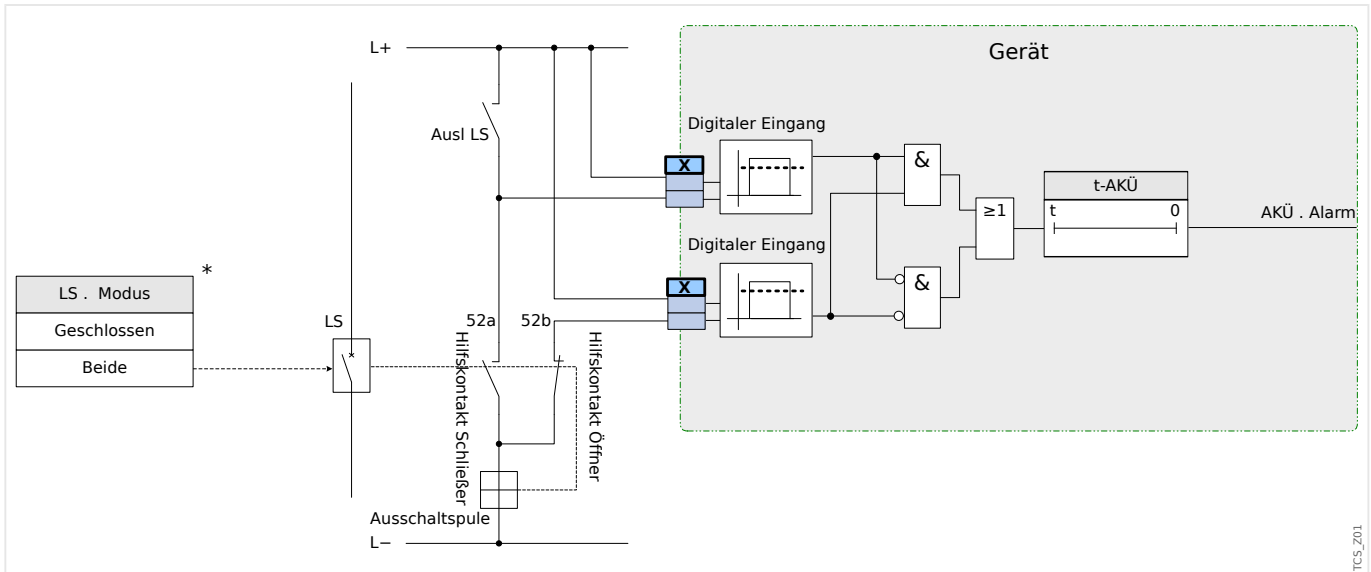 L+
Gerät
Ausl LS
Digitaler Eingang
X
&
t-AKÜ
≥1
t
0
AKÜ . Alarm
Digitaler Eingang
X
&
*
LS . Modus
Geschlossen
Beide
LS
52a
52b
Hilfskontakt Schließer
Hilfskontakt Öffner
Ausschaltspule
L−
TCS_Z01